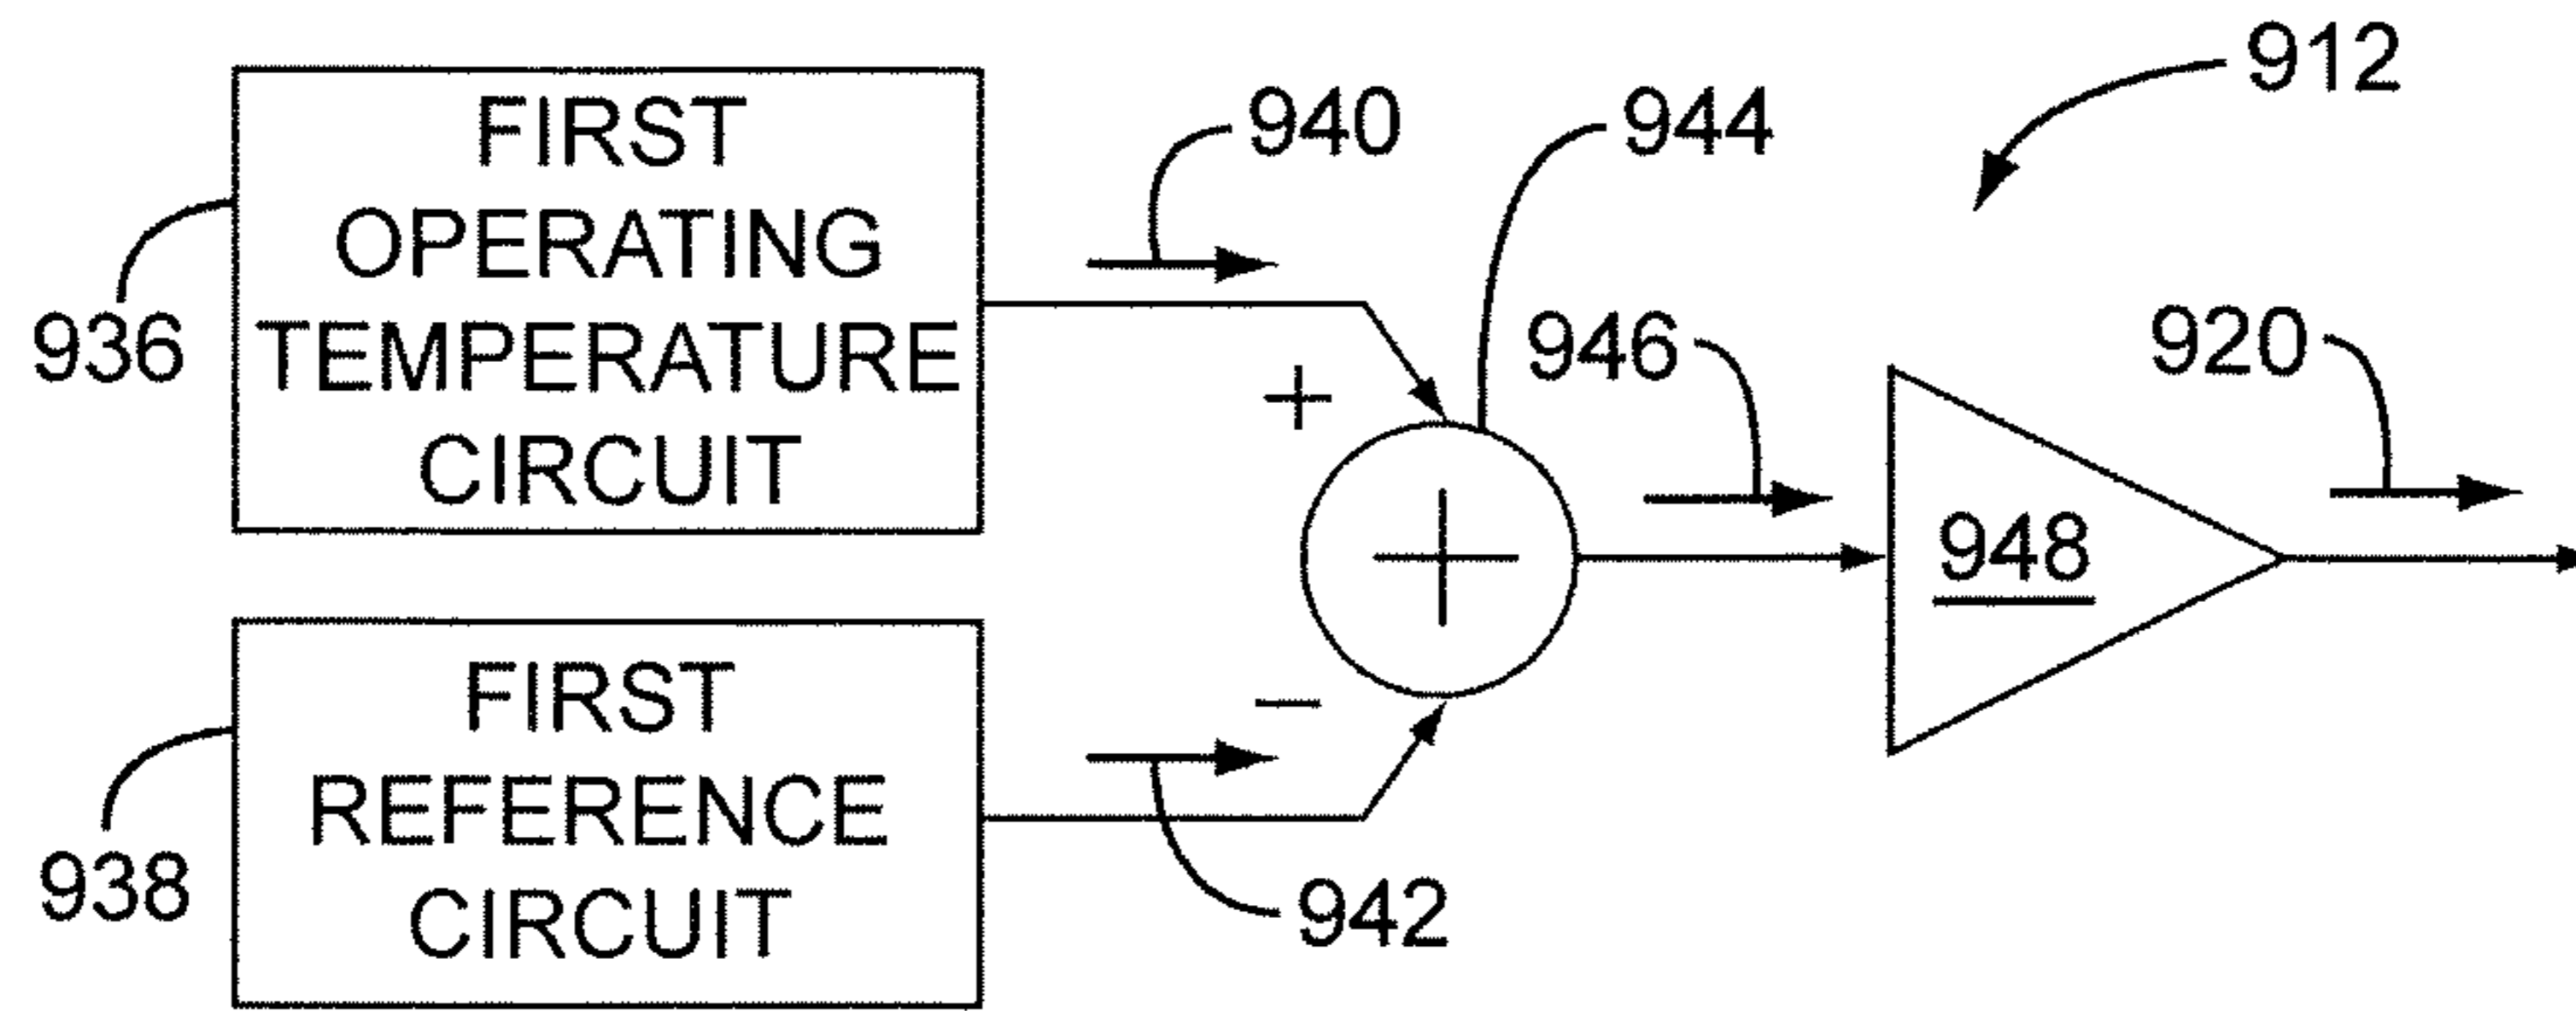 912
940
944
FIRST
OPERATING
TEMPERATURE
CIRCUIT
936
+
946
920
+
948
−
FIRST
REFERENCE
CIRCUIT
938
942